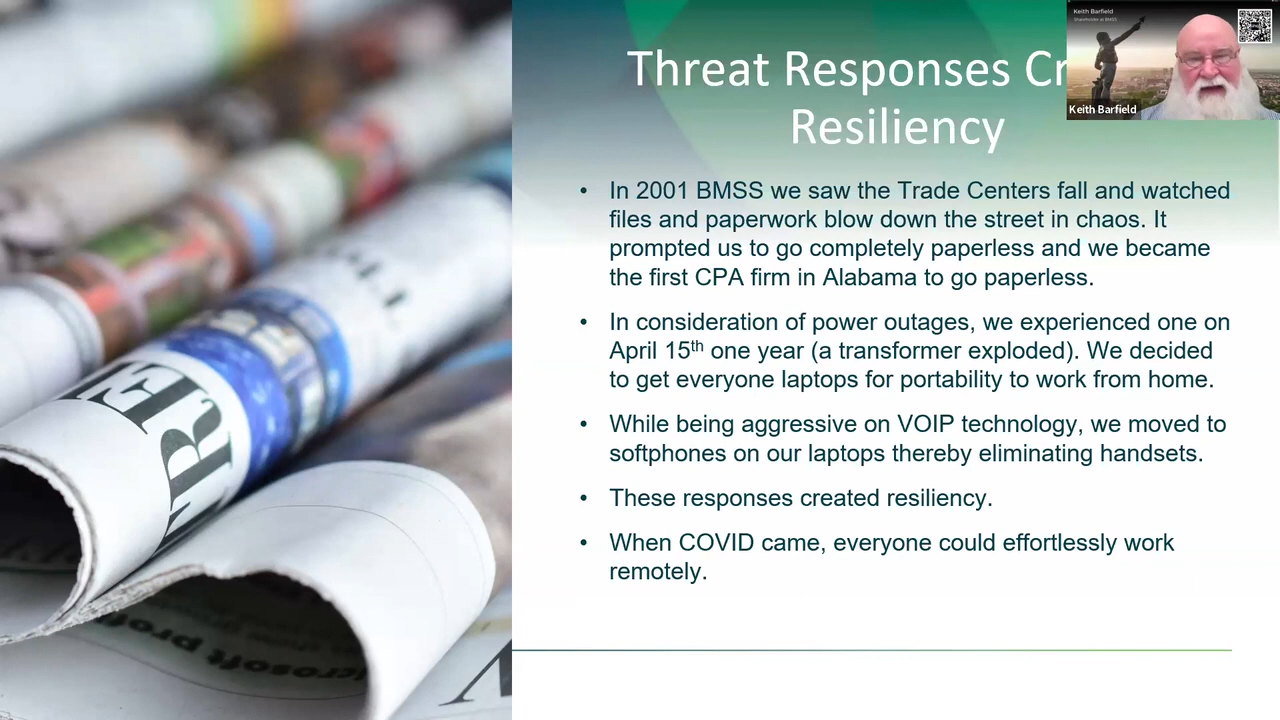 Threat Responses Cr
Resiliency
Keith Barfield
Shareholder at BMSS
Keith Barfield
• In 2001 BMSS we saw the Trade Centers fall and watched
files and paperwork blow down the street in chaos. It
prompted us to go completely paperless and we became
the first CPA firm in Alabama to go paperless.
• In consideration of power outages, we experienced one on
April 15th one year (a transformer exploded). We decided
to get everyone laptops for portability to work from home.
• While being aggressive on VOIP technology, we moved to
softphones on our laptops thereby eliminating handsets.
• These responses created resiliency.
• When COVID came, everyone could effortlessly work
remotely.